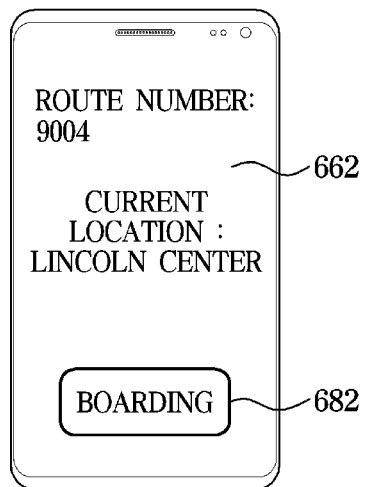 ROUTE NUMBER:
9004
662
CURRENT
LOCATION :
LINCOLN CENTER
BOARDING
682